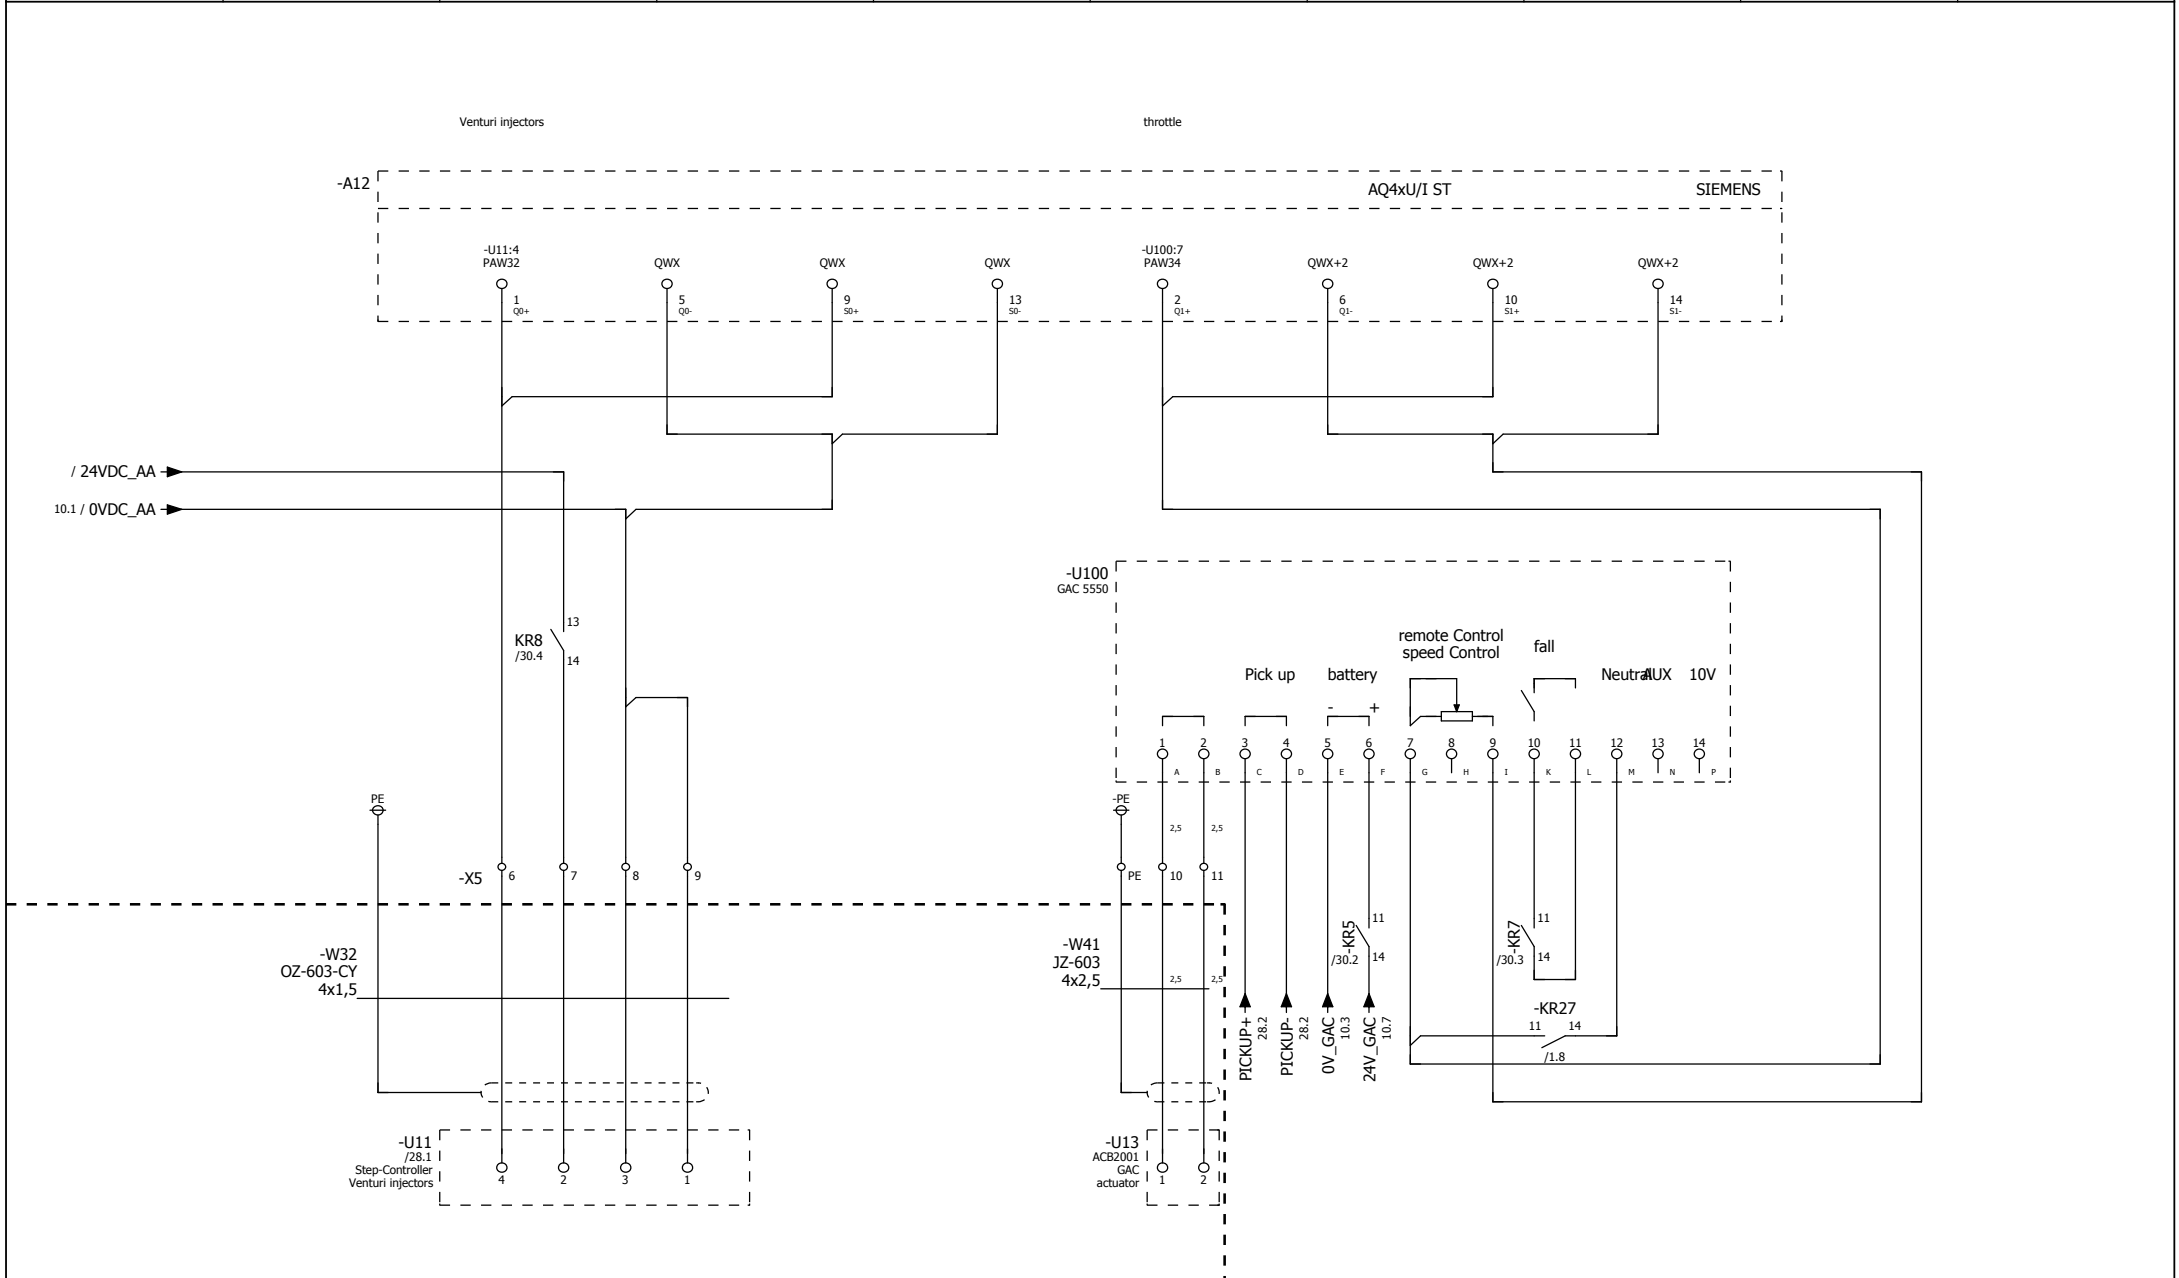 Venturi injectors
throttle
-A12
AQ4xU/I ST
SIEMENS
-U11:4
PAW32
QWX
QWX
QWX
-U100:7
PAW34
QWX+2
QWX+2
QWX+2
1
Q0+
5
Q0-
9
S0+
13
S0-
2
Q1+
6
Q1-
10
S1+
14
S1-
/ 24VDC_AA
10.1 / 0VDC_AA
-U100
GAC 5550
KR8
/30.4
13
14
remote Control
speed Control
fall
Pick up
battery
Neutral
AUX
10V
- +
1 2 3 4 5 6 7 8 9 10 11 12 13 14
A B C D E F G H I K L M N P
PE
-PE
2,5
2,5
-X5
6
7
8
9
PE
10
11
-W32
OZ-603-CY
4x1,5
-W41
JZ-603
4x2,5
2,5
2,5
-KR5
/30.2
11
14
-KR7
/30.3
11
14
-KR27
11
14
/1.8
PICKUP+
28.2
PICKUP-
28.2
0V_GAC
10.3
24V_GAC
10.7
-U11
/28.1
Step-Controller
Venturi injectors
4
2
3
1
-U13
ACB2001
GAC
actuator
1
2